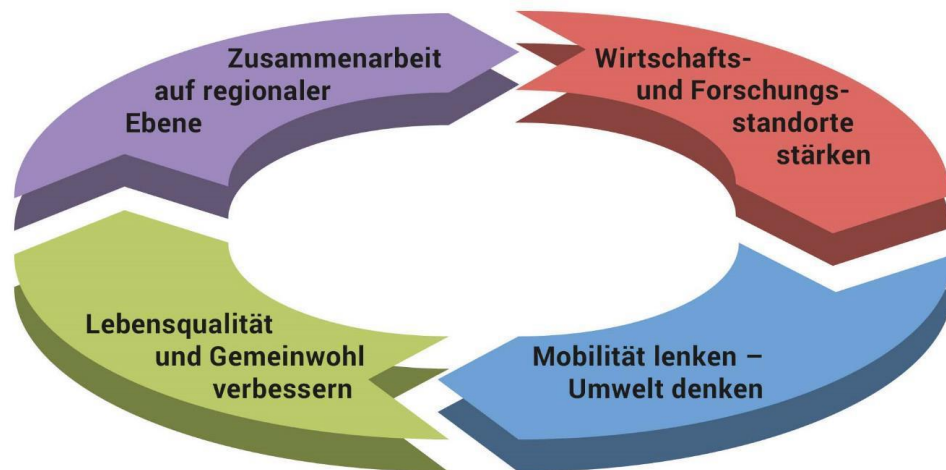 Zusammenarbeit
auf regionaler
Ebene
Wirtschafts-
und Forschungs-
standorte
stärken
Lebensqualität
und Gemeinwohl
verbessern
Mobilität lenken –
Umwelt denken